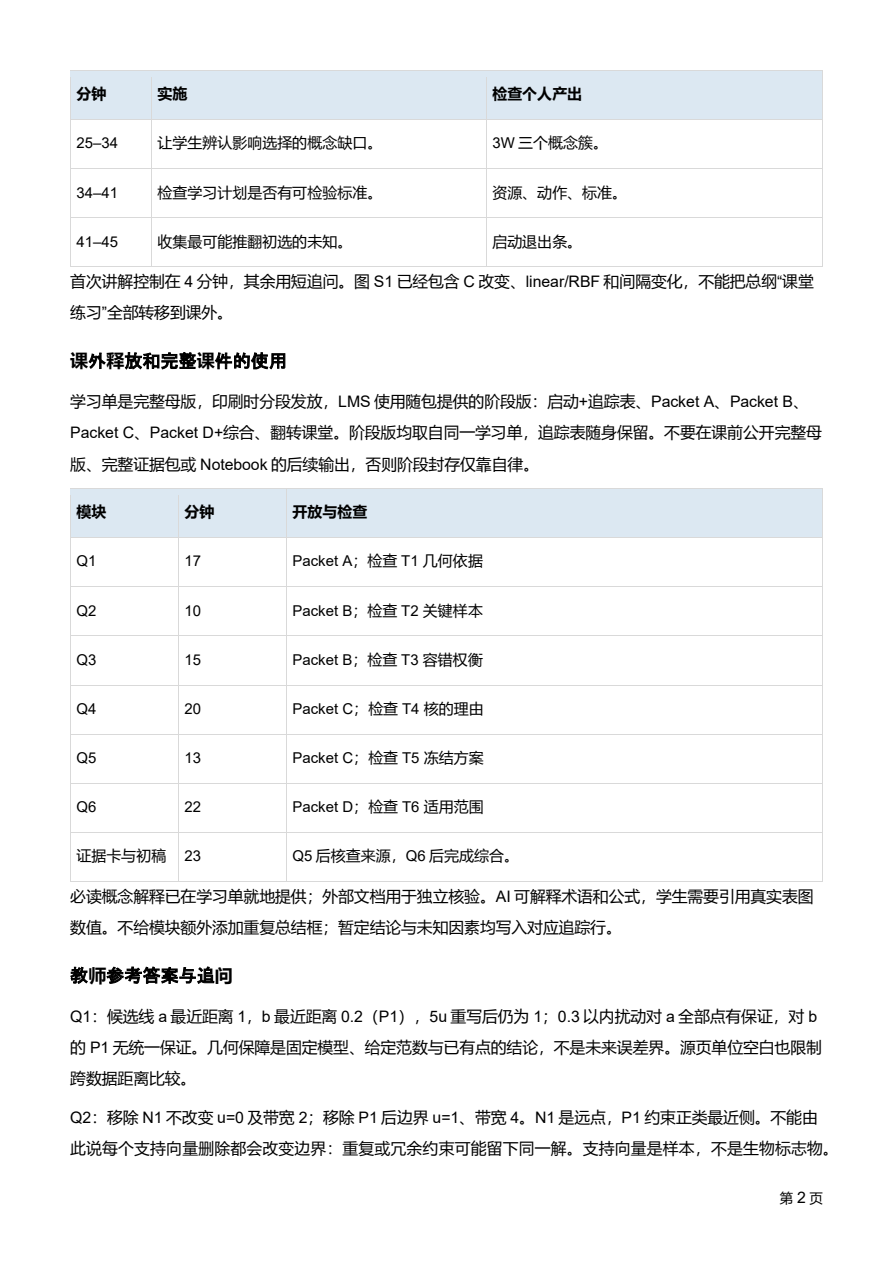 分钟 实施 检查个人产出
25–34 让学生辨认影响选择的概念缺口。 3W 三个概念簇。
34–41 检查学习计划是否有可检验标准。 资源、动作、标准。
41–45 收集最可能推翻初选的未知。 启动退出条。
首次讲解控制在 4 分钟，其余用短追问。图 S1 已经包含 C 改变、linear/RBF 和间隔变化，不能把总纲“课堂
练习”全部转移到课外。
课外释放和完整课件的使用
学习单是完整母版，印刷时分段发放，LMS 使用随包提供的阶段版：启动+追踪表、Packet A、Packet B、
Packet C、Packet D+综合、翻转课堂。阶段版均取自同一学习单，追踪表随身保留。不要在课前公开完整母
版、完整证据包或 Notebook 的后续输出，否则阶段封存仅靠自律。
模块 分钟 开放与检查
Q1 17 Packet A；检查 T1 几何依据
Q2 10 Packet B；检查 T2 关键样本
Q3 15 Packet B；检查 T3 容错权衡
Q4 20 Packet C；检查 T4 核的理由
Q5 13 Packet C；检查 T5 冻结方案
Q6 22 Packet D；检查 T6 适用范围
证据卡与初稿 23 Q5 后核查来源，Q6 后完成综合。
必读概念解释已在学习单就地提供；外部文档用于独立核验。AI 可解释术语和公式，学生需要引用真实表图
数值。不给模块额外添加重复总结框；暂定结论与未知因素均写入对应追踪行。
教师参考答案与追问
Q1：候选线 a 最近距离 1，b 最近距离 0.2（P1），5u 重写后仍为 1；0.3 以内扰动对 a 全部点有保证，对 b
的 P1 无统一保证。几何保障是固定模型、给定范数与已有点的结论，不是未来误差界。源页单位空白也限制
跨数据距离比较。
Q2：移除 N1 不改变 u=0 及带宽 2；移除 P1 后边界 u=1、带宽 4。N1 是远点，P1 约束正类最近侧。不能由
此说每个支持向量删除都会改变边界：重复或冗余约束可能留下同一解。支持向量是样本，不是生物标志物。
第 2 页